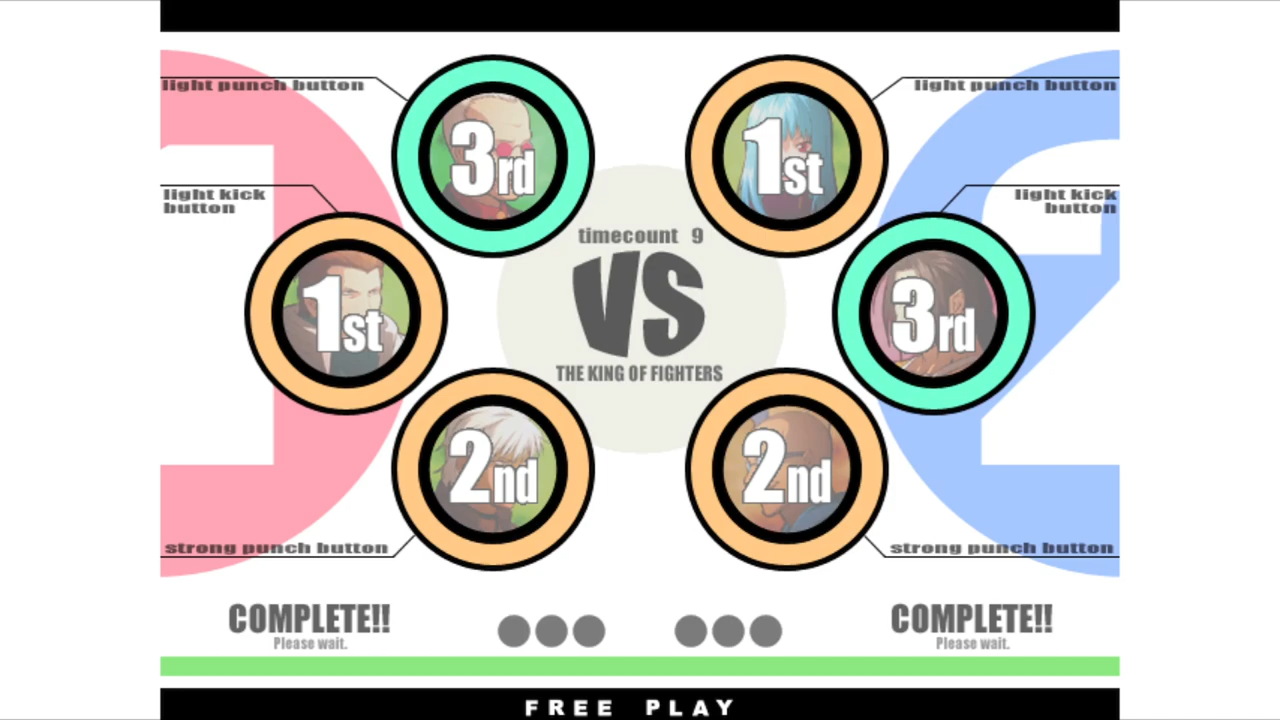 light punch button
light punch button
3rd
1st
light kick
button
light kick
button
timecount 9
VS
1st
3rd
THE KING OF FIGHTERS
2nd
2nd
strong punch button
strong punch button
COMPLETE!!
Please wait.
COMPLETE!!
Please wait.
FREE PLAY